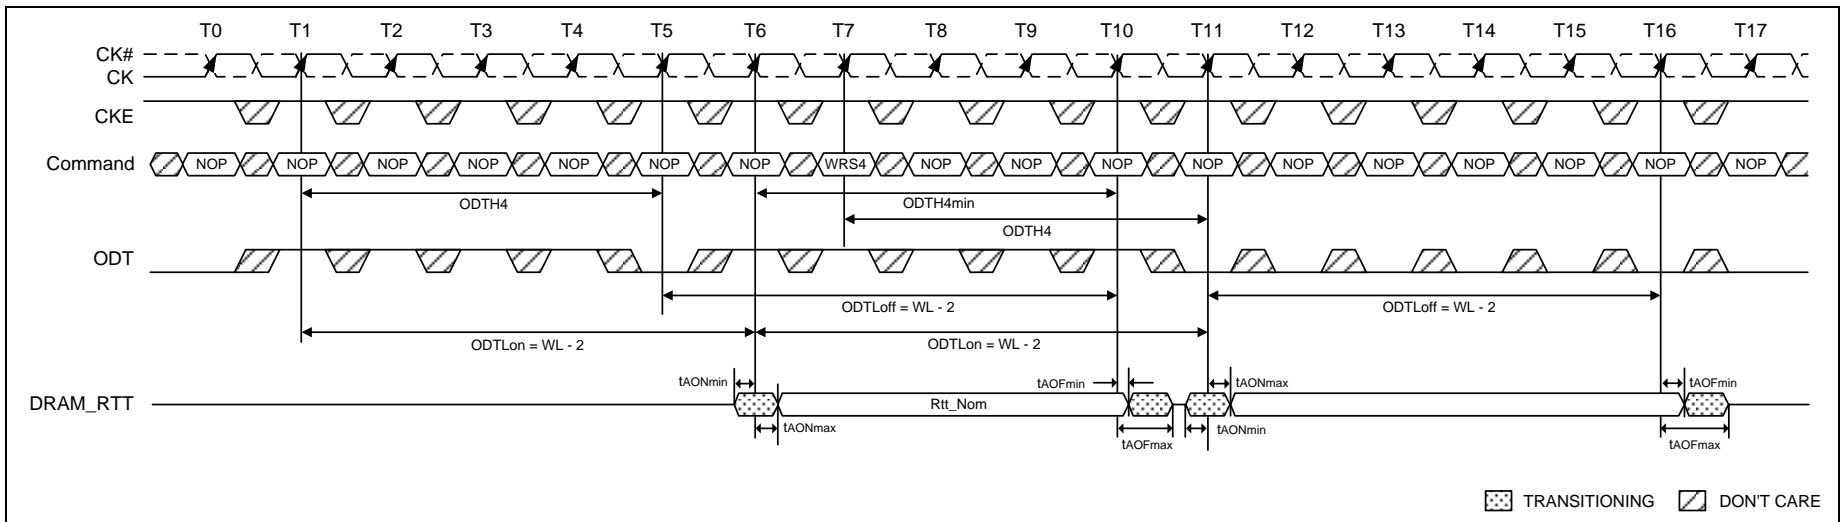 T0 T1 T2 T3 T4 T5 T6 T7 T8 T9 T10 T11 T12 T13 T14 T15 T16 T17
CK#
CK
CKE
Command NOP NOP NOP NOP NOP NOP NOP WRS4 NOP NOP NOP NOP NOP NOP NOP NOP NOP NOP
ODTH4 ODTH4min
ODTH4
ODT
ODTLoff = WL - 2 ODTLoff = WL - 2
ODTLon = WL - 2 ODTLon = WL - 2
tAONmin tAOFmin tAONmax tAOFmin
DRAM_RTT Rtt_Nom
tAONmax tAOFmax tAONmin tAOFmax
TRANSITIONING DON'T CARE